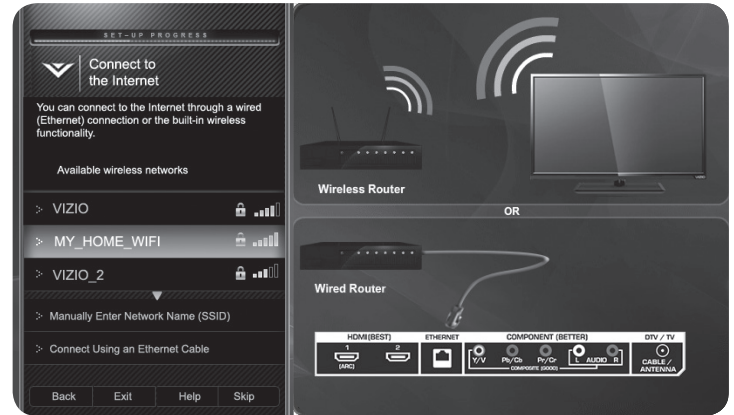 SET-UP PROGRESS
Connect to
the Internet
You can connect to the Internet through a wired
(Ethernet) connection or the built-in wireless
functionality.
Available wireless networks
> VIZIO
> MY_HOME_WIFI
> VIZIO_2
> Manually Enter Network Name (SSID)
> Connect Using an Ethernet Cable
Back Exit Help Skip
Wireless Router
VIZIO
OR
Wired Router
HDMI(BEST) ETHERNET COMPONENT (BETTER) DTV / TV
1 2
(ARC)
Y/V Pb/Cb Pr/Cr L AUDIO R
COMPOSITE (GOOD)
CABLE /
ANTENNA